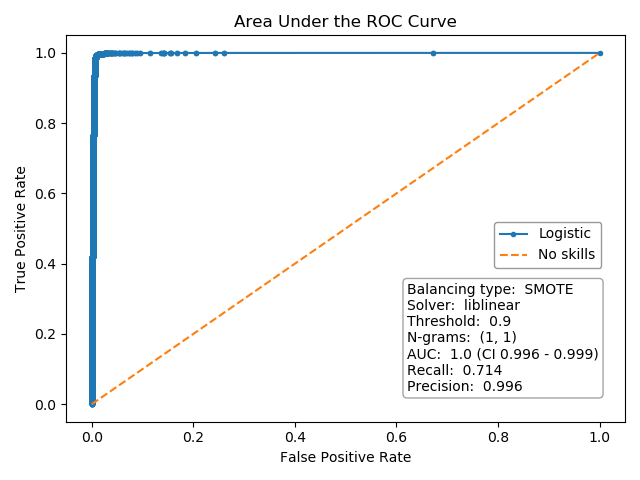 Area Under the ROC Curve
True Positive Rate
1.0
0.8
0.6
0.4
0.2
0.0
Logistic
No skills
Balancing type:  SMOTE
Solver:  liblinear
Threshold:  0.9
N-grams:  (1, 1)
AUC:  1.0 (CI 0.996 - 0.999)
Recall:  0.714
Precision:  0.996
0.0 0.2 0.4 0.6 0.8 1.0
False Positive Rate